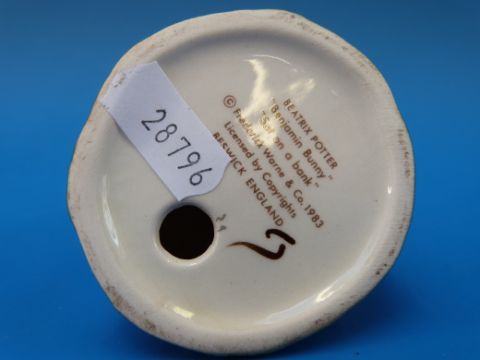 BEATRIX POTTER
"Benjamin Bunny"
"Sat on a bank"
© Frederick Warne & Co. 1983
Licensed by Copyrights
BESWICK ENGLAND
28796